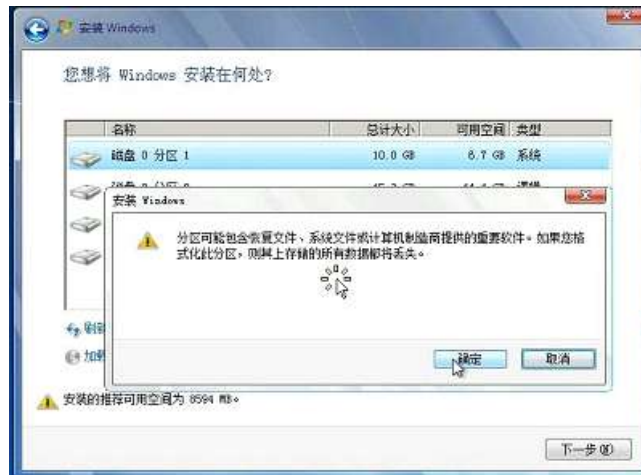 安装 Windows
您想将 Windows 安装在何处?
名称 总计大小 可用空间 类型
磁盘 0 分区 1 10.0 GB 6.7 GB 系统
安装 Windows
分区可能包含恢复文件、系统文件或计算机制造商提供的重要软件。如果您格
式化此分区，则其上存储的所有数据都将丢失。
确定 取消
安装的推荐可用空间为 8594 MB。
下一步(N)